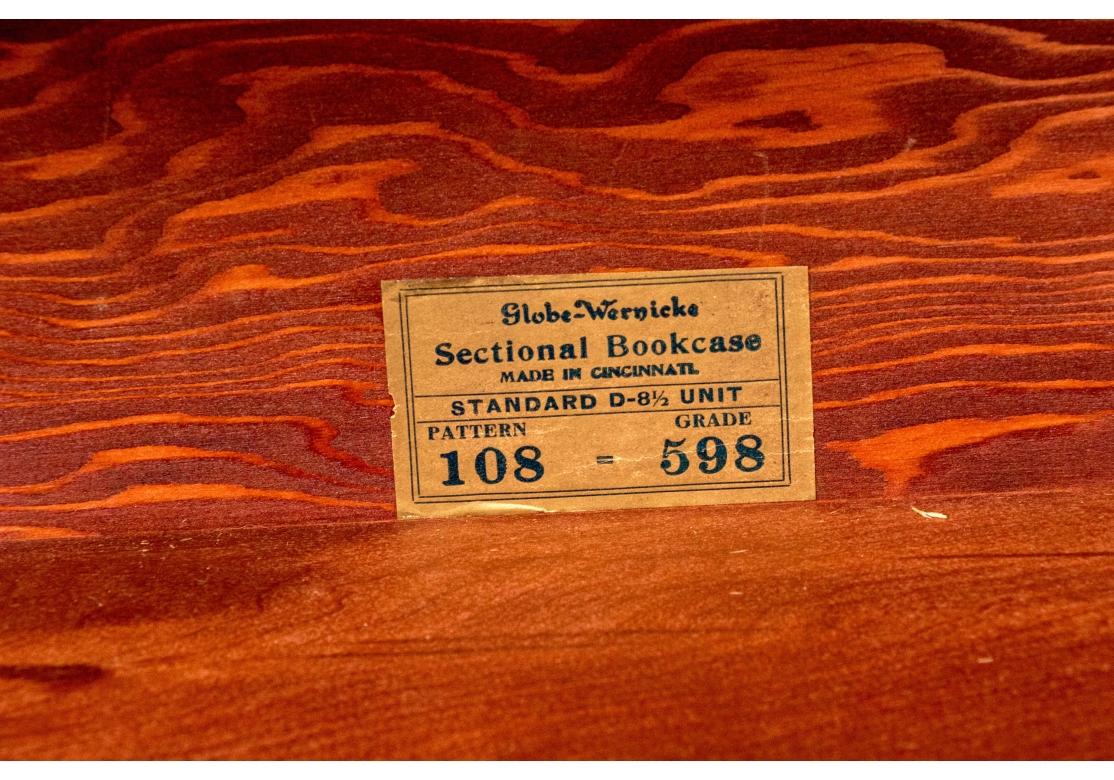 Globe-Wernicke
Sectional Bookcase
MADE IN CINCINNATI.
STANDARD D-8½ UNIT
PATTERN GRADE
108 = 598